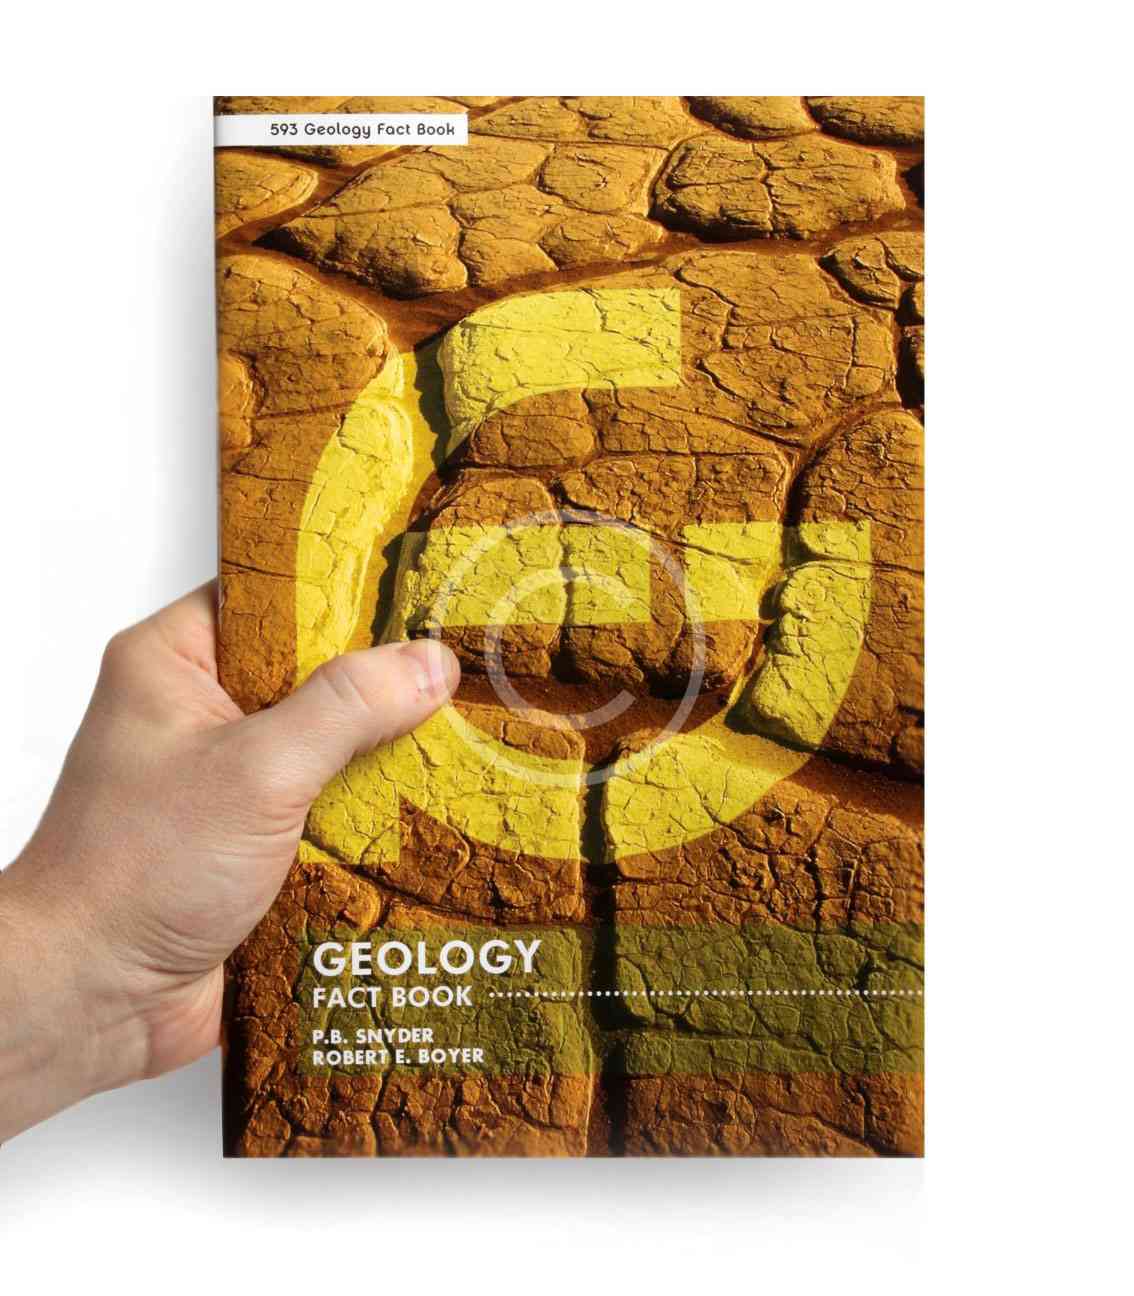 593 Geology Fact Book
G
©
GEOLOGY
FACT BOOK
P.B. SNYDER
ROBERT E. BOYER